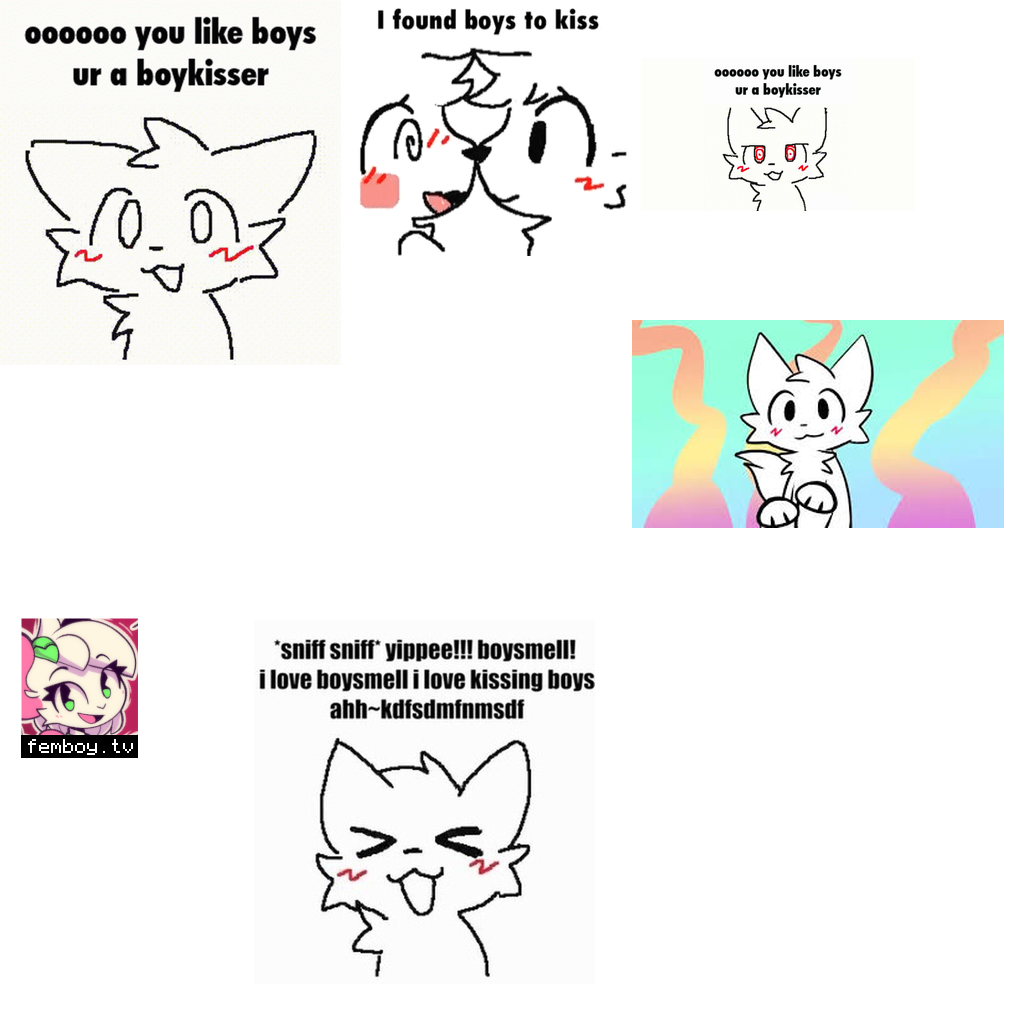 oooooo you like boys
ur a boykisser
I found boys to kiss
oooooo you like boys
ur a boykisser
femboy.tv
*sniff sniff* yippee!!! boysmell!
i love boysmell i love kissing boys
ahh~kdfsdmfnmsdf